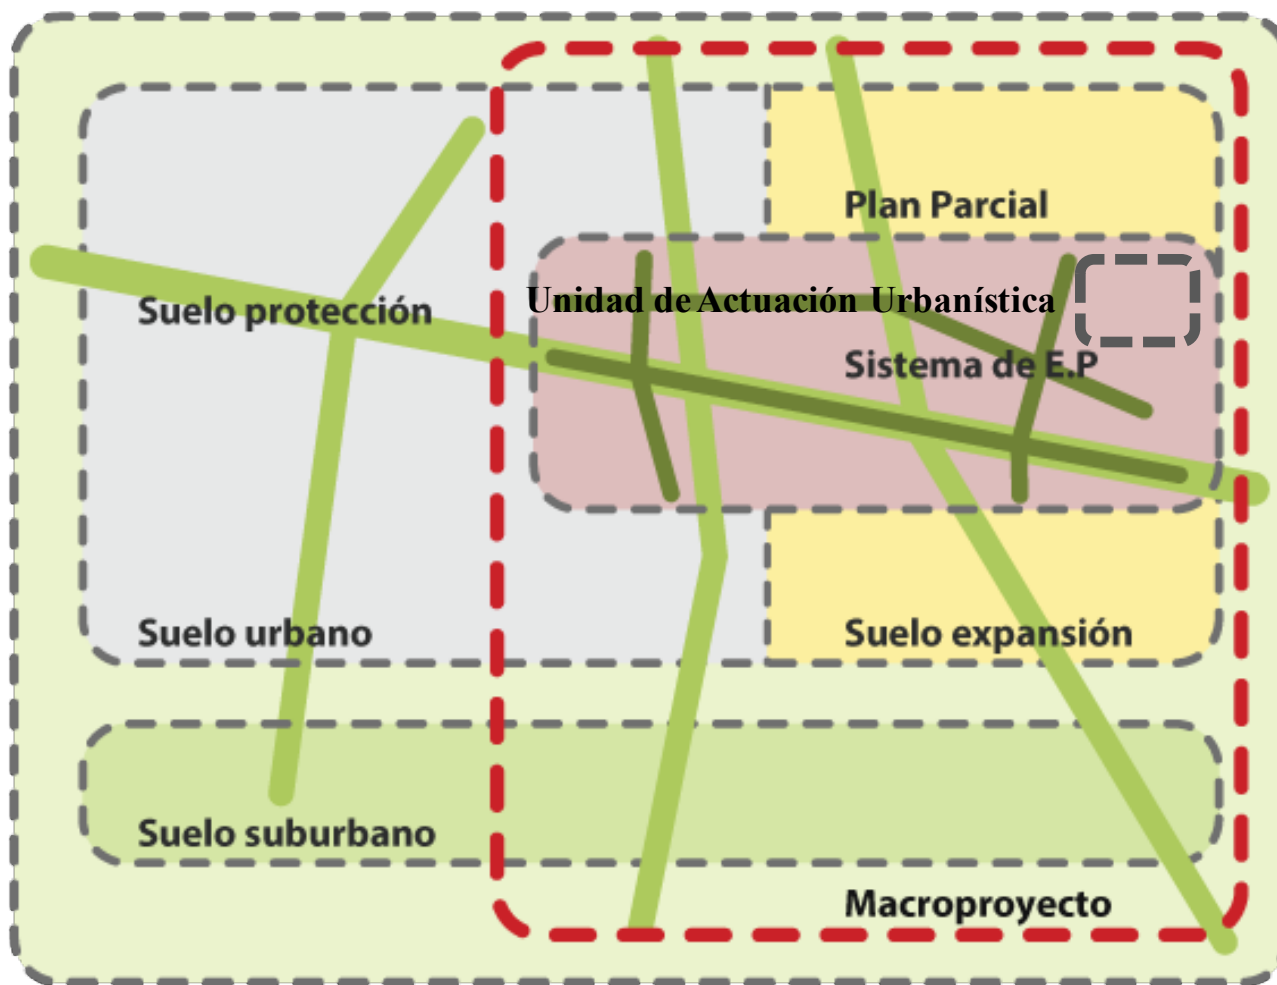 Plan Parcial
Unidad de Actuación Urbanística
Suelo protección
Sistema de E.P
Suelo urbano
Suelo expansión
Suelo suburbano
Macroproyecto